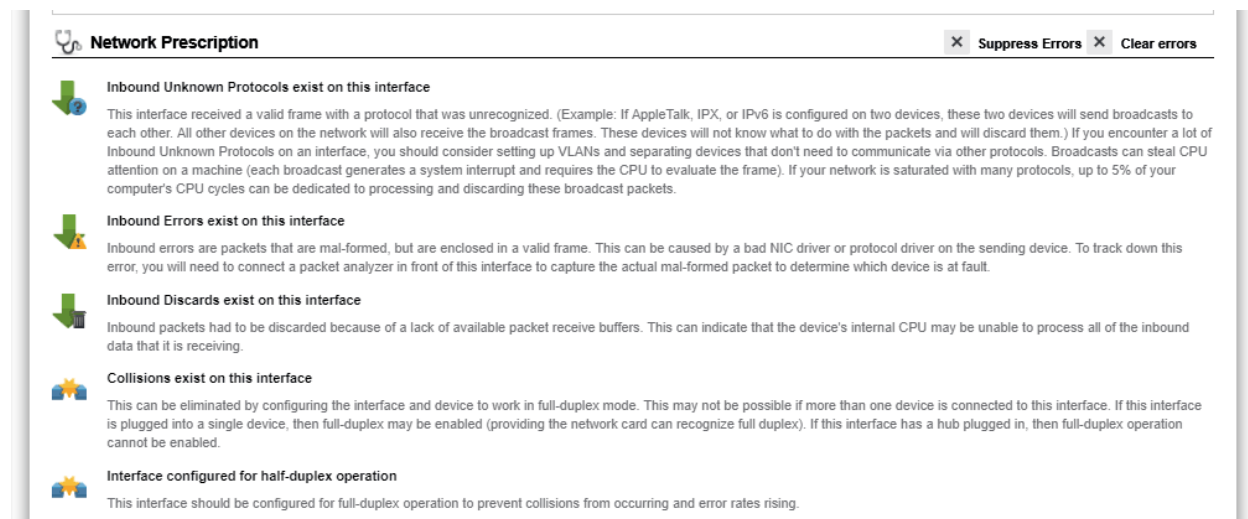 Network Prescription
Suppress Errors
Clear errors
Inbound Unknown Protocols exist on this interface
This interface received a valid frame with a protocol that was unrecognized. (Example: If AppleTalk, IPX, or IPv6 is configured on two devices, these two devices will send broadcasts to
each other. All other devices on the network will also receive the broadcast frames. These devices will not know what to do with the packets and will discard them.) If you encounter a lot of
Inbound Unknown Protocols on an interface, you should consider setting up VLANs and separating devices that don't need to communicate via other protocols. Broadcasts can steal CPU
attention on a machine (each broadcast generates a system interrupt and requires the CPU to evaluate the frame). If your network is saturated with many protocols, up to 5% of your
computer's CPU cycles can be dedicated to processing and discarding these broadcast packets.
Inbound Errors exist on this interface
Inbound errors are packets that are mal-formed, but are enclosed in a valid frame. This can be caused by a bad NIC driver or protocol driver on the sending device. To track down this
error, you will need to connect a packet analyzer in front of this interface to capture the actual mal-formed packet to determine which device is at fault.
Inbound Discards exist on this interface
Inbound packets had to be discarded because of a lack of available packet receive buffers. This can indicate that the device's internal CPU may be unable to process all of the inbound
data that it is receiving.
Collisions exist on this interface
This can be eliminated by configuring the interface and device to work in full-duplex mode. This may not be possible if more than one device is connected to this interface. If this interface
is plugged into a single device, then full-duplex may be enabled (providing the network card can recognize full duplex). If this interface has a hub plugged in, then full-duplex operation
cannot be enabled.
Interface configured for half-duplex operation
This interface should be configured for full-duplex operation to prevent collisions from occurring and error rates rising.